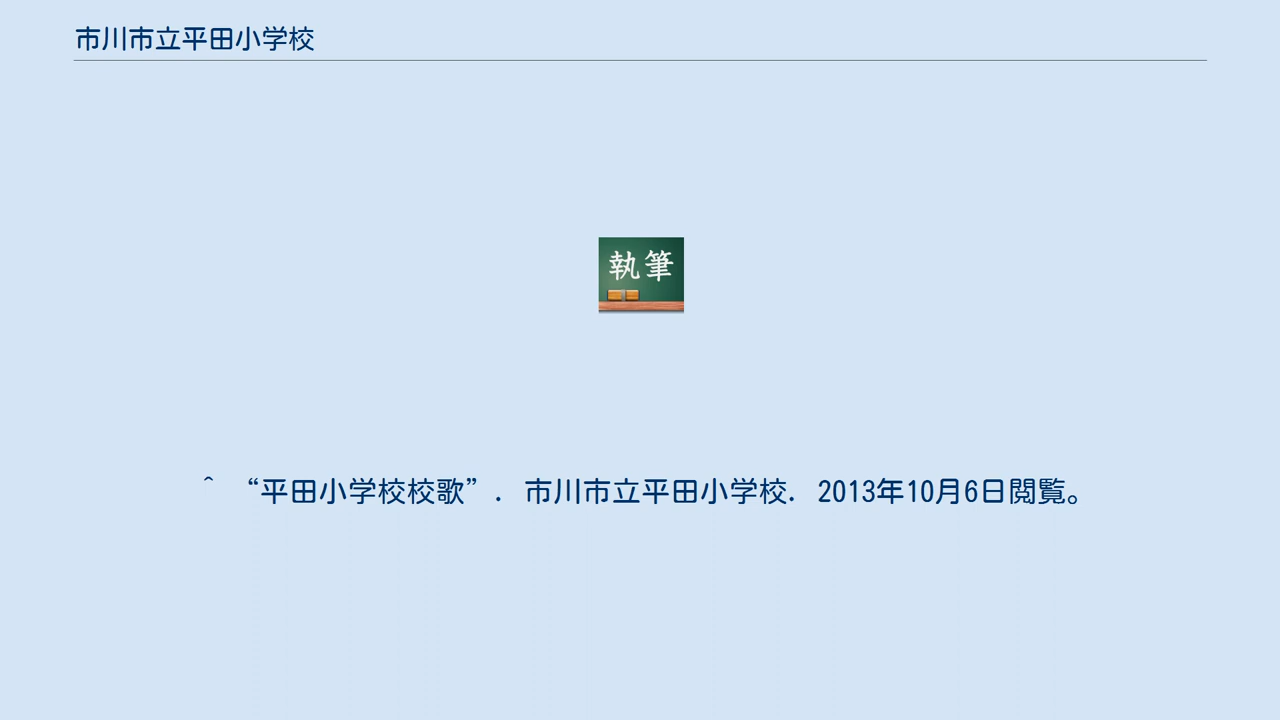 市川市立平田小学校
執筆
^ “平田小学校校歌”. 市川市立平田小学校. 2013年10月6日閲覧。